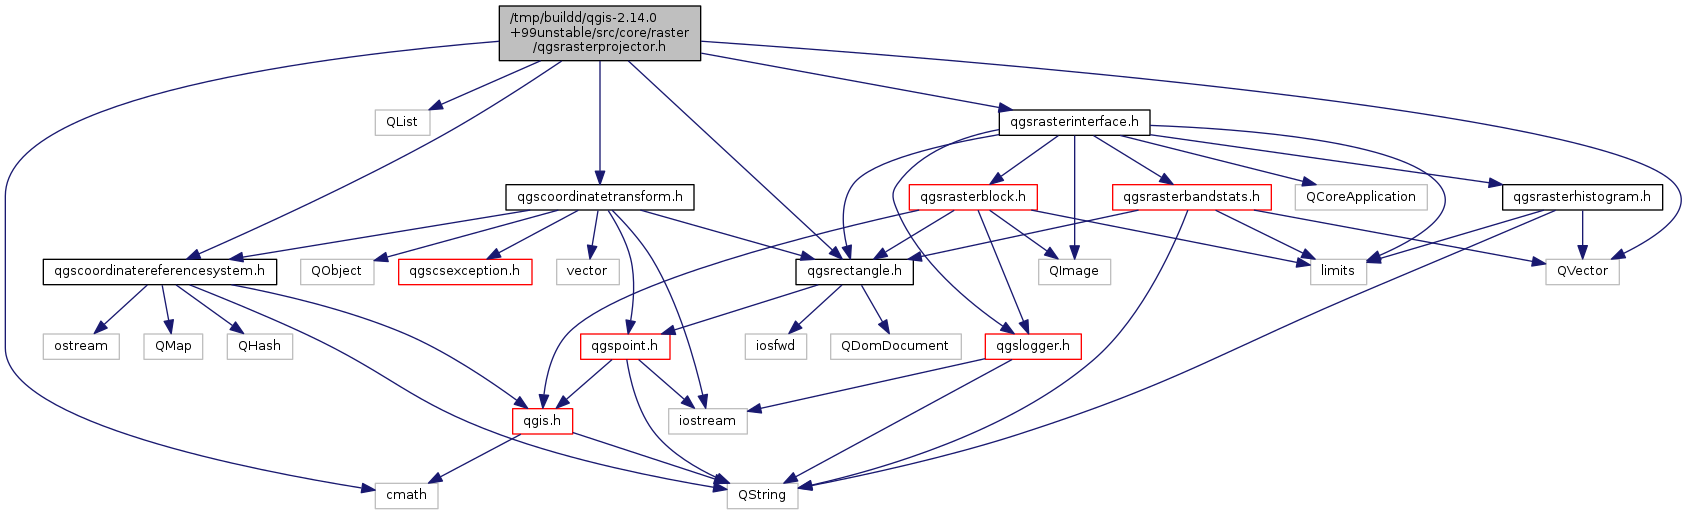 /tmp/buildd/qgis-2.14.0
+99unstable/src/core/raster
/qgsrasterprojector.h
QList
qgsrasterinterface.h
qgscoordinatetransform.h
qgsrasterblock.h
qgsrasterbandstats.h
QCoreApplication
qgsrasterhistogram.h
qgscoordinatereferencesystem.h
QObject
qgscsexception.h
vector
qgsrectangle.h
QImage
limits
QVector
ostream
QMap
QHash
qgspoint.h
iosfwd
QDomDocument
qgslogger.h
qgis.h
iostream
cmath
QString